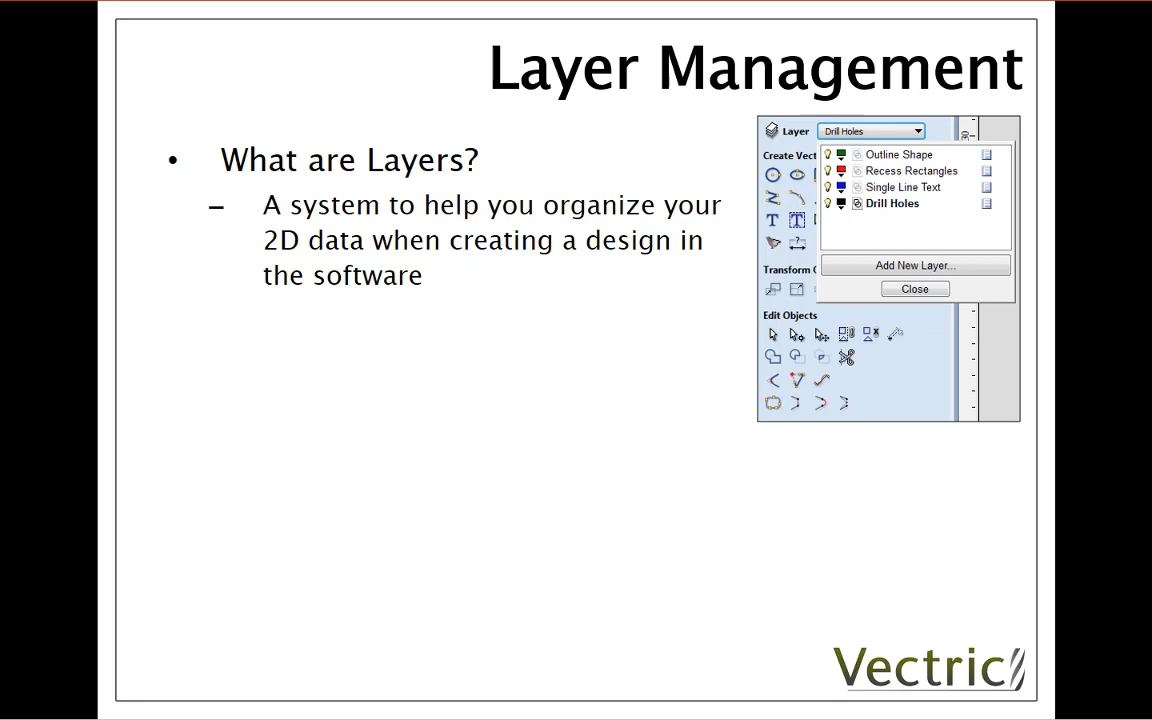 Layer Management
• What are Layers?
– A system to help you organize your
2D data when creating a design in
the software
Layer Drill Holes
Create Vect
Outline Shape
Recess Rectangles
Single Line Text
Drill Holes
Add New Layer...
Transform
Close
Edit Objects
Vectric